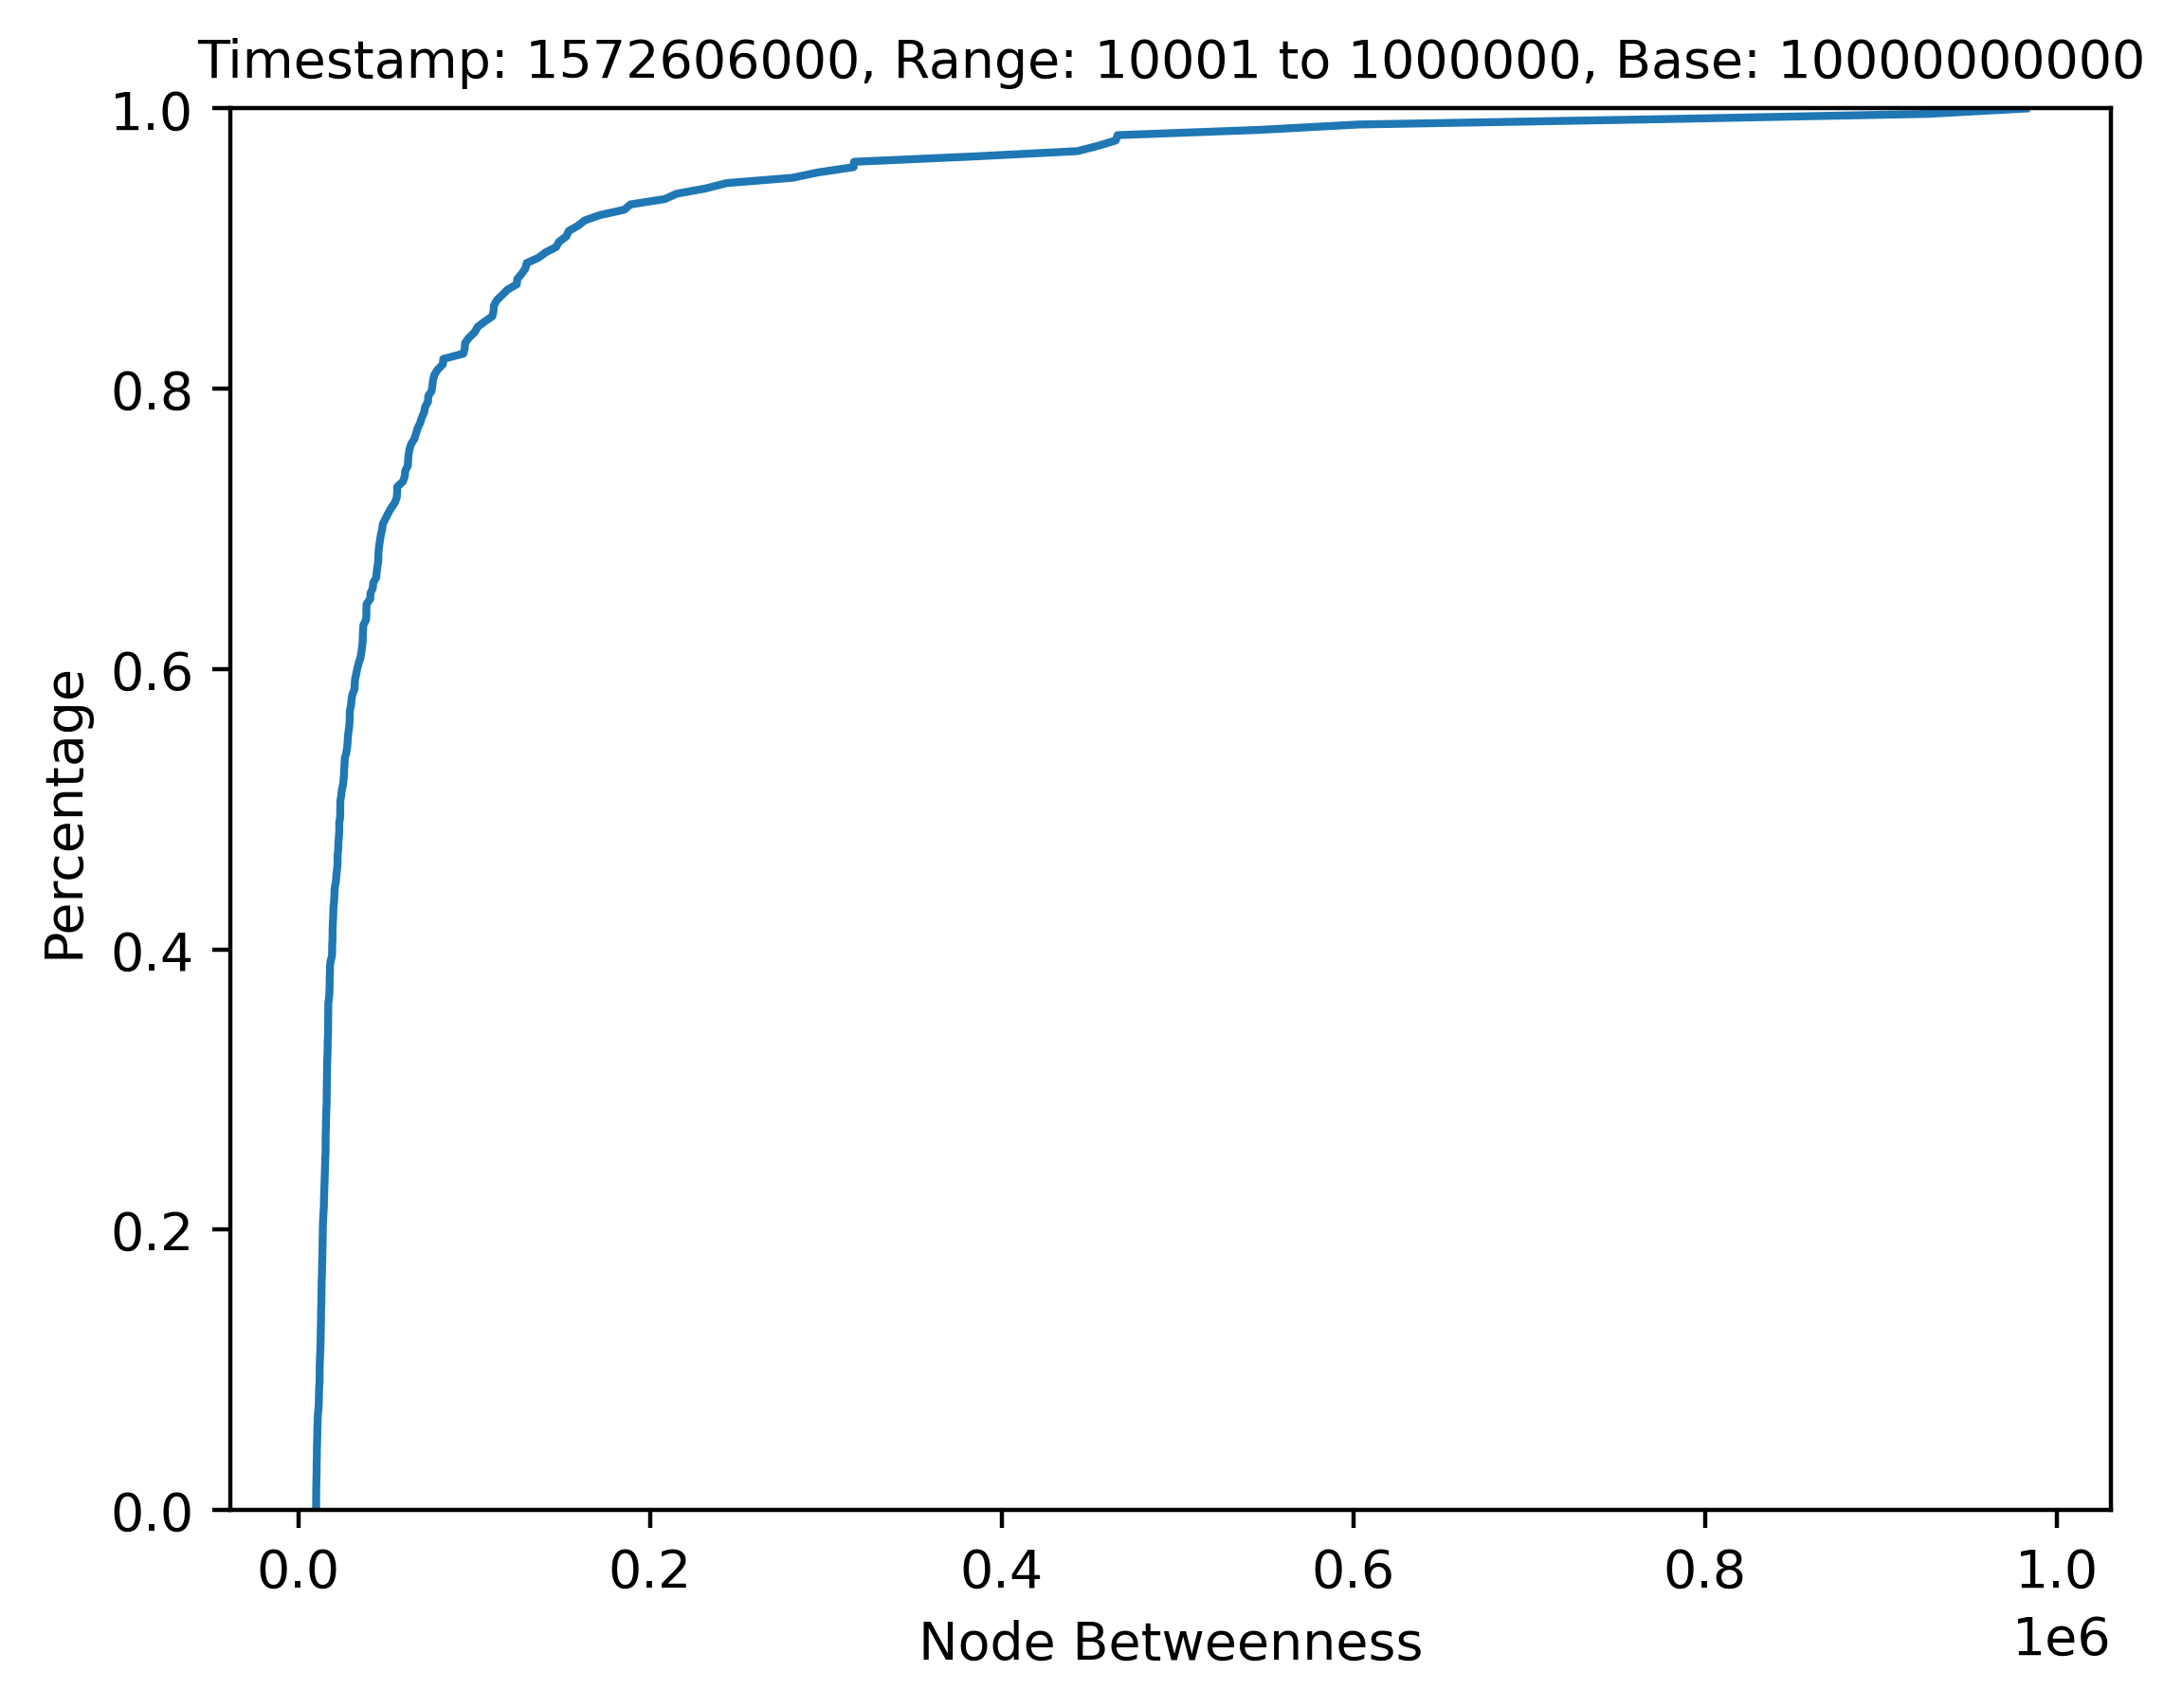 Timestamp: 1572606000, Range: 10001 to 1000000, Base: 10000000000
1.0
0.8
0.6
0.4
0.2
0.0
Percentage
0.0 0.2 0.4 0.6 0.8 1.0
1e6
Node Betweenness